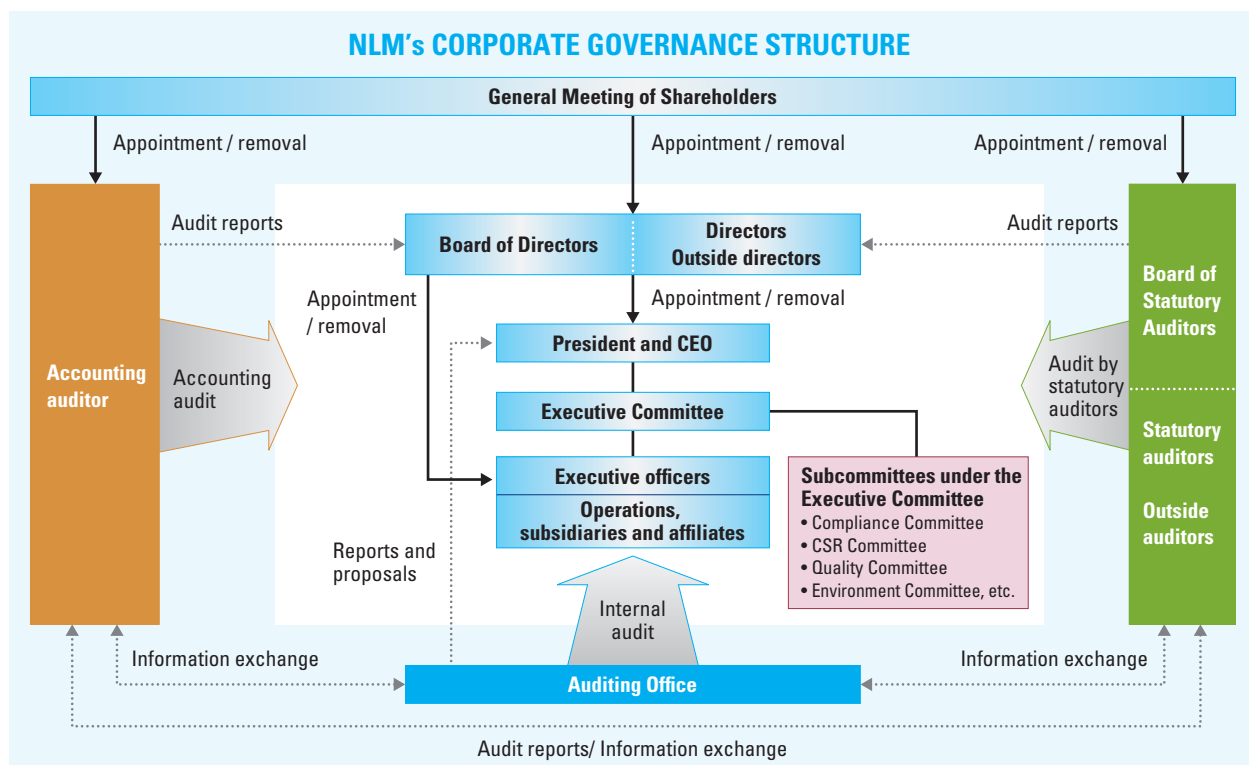 NLM's CORPORATE GOVERNANCE STRUCTURE
General Meeting of Shareholders
Appointment / removal
Appointment / removal
Appointment / removal
Audit reports
Board of Directors
Directors
Outside directors
Audit reports
Board of
Statutory
Auditors
Appointment
/ removal
Appointment / removal
President and CEO
Accounting
auditor
Accounting
audit
Audit by
statutory
auditors
Executive Committee
Statutory
auditors
Outside
auditors
Executive officers
Operations,
subsidiaries and affiliates
Subcommittees under the
Executive Committee
• Compliance Committee
• CSR Committee
• Quality Committee
• Environment Committee, etc.
Reports and
proposals
Internal
audit
Information exchange
Auditing Office
Information exchange
Audit reports/ Information exchange